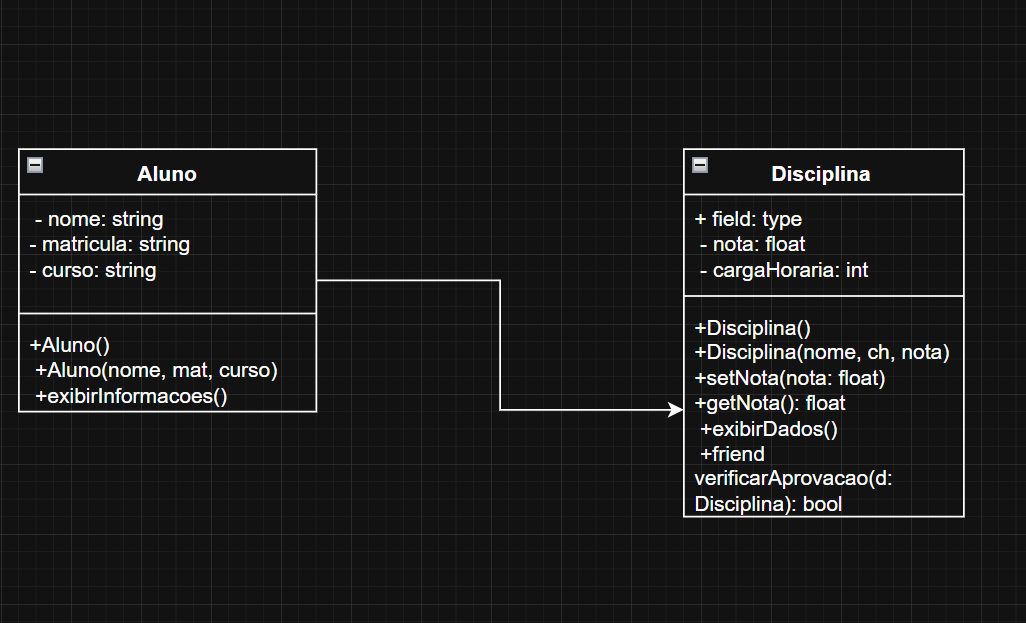 Aluno
- nome: string
- matricula: string
- curso: string
+Aluno()
+Aluno(nome, mat, curso)
+exibirInformacoes()
Disciplina
+ field: type
- nota: float
- cargaHoraria: int
+Disciplina()
+Disciplina(nome, ch, nota)
+setNota(nota: float)
+getNota(): float
+exibirDados()
+friend
verificarAprovacao(d:
Disciplina): bool